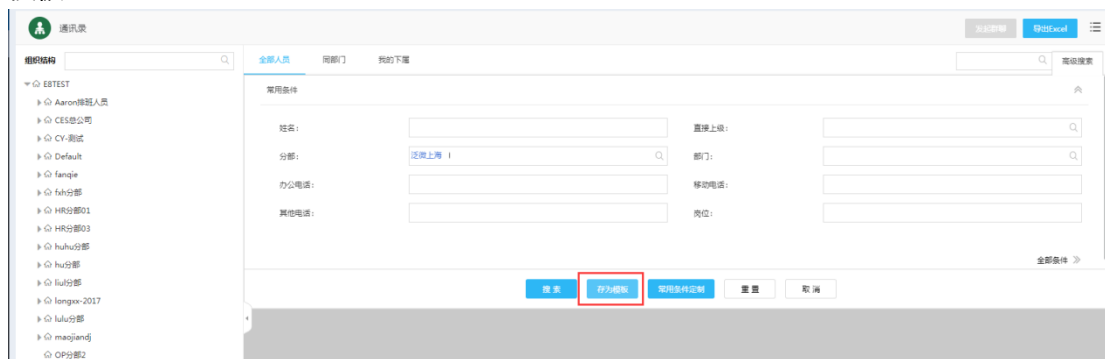 通讯录
发起群聊 导出Excel
组织结构
全部人员 同部门 我的下属
高级搜索
EBTEST
Aaron排班人员
CES总公司
CY-测试
Default
fanqie
fxh分部
HR分部01
HR分部03
huhu分部
hu分部
liul分部
longxx-2017
lulu分部
maojiandj
OP分部2
常用条件
姓名: 直接上级:
分部: 泛微上海 部门:
办公电话: 移动电话:
其他电话: 岗位:
全部条件
搜索 存为模板 常用条件定制 重置 取消